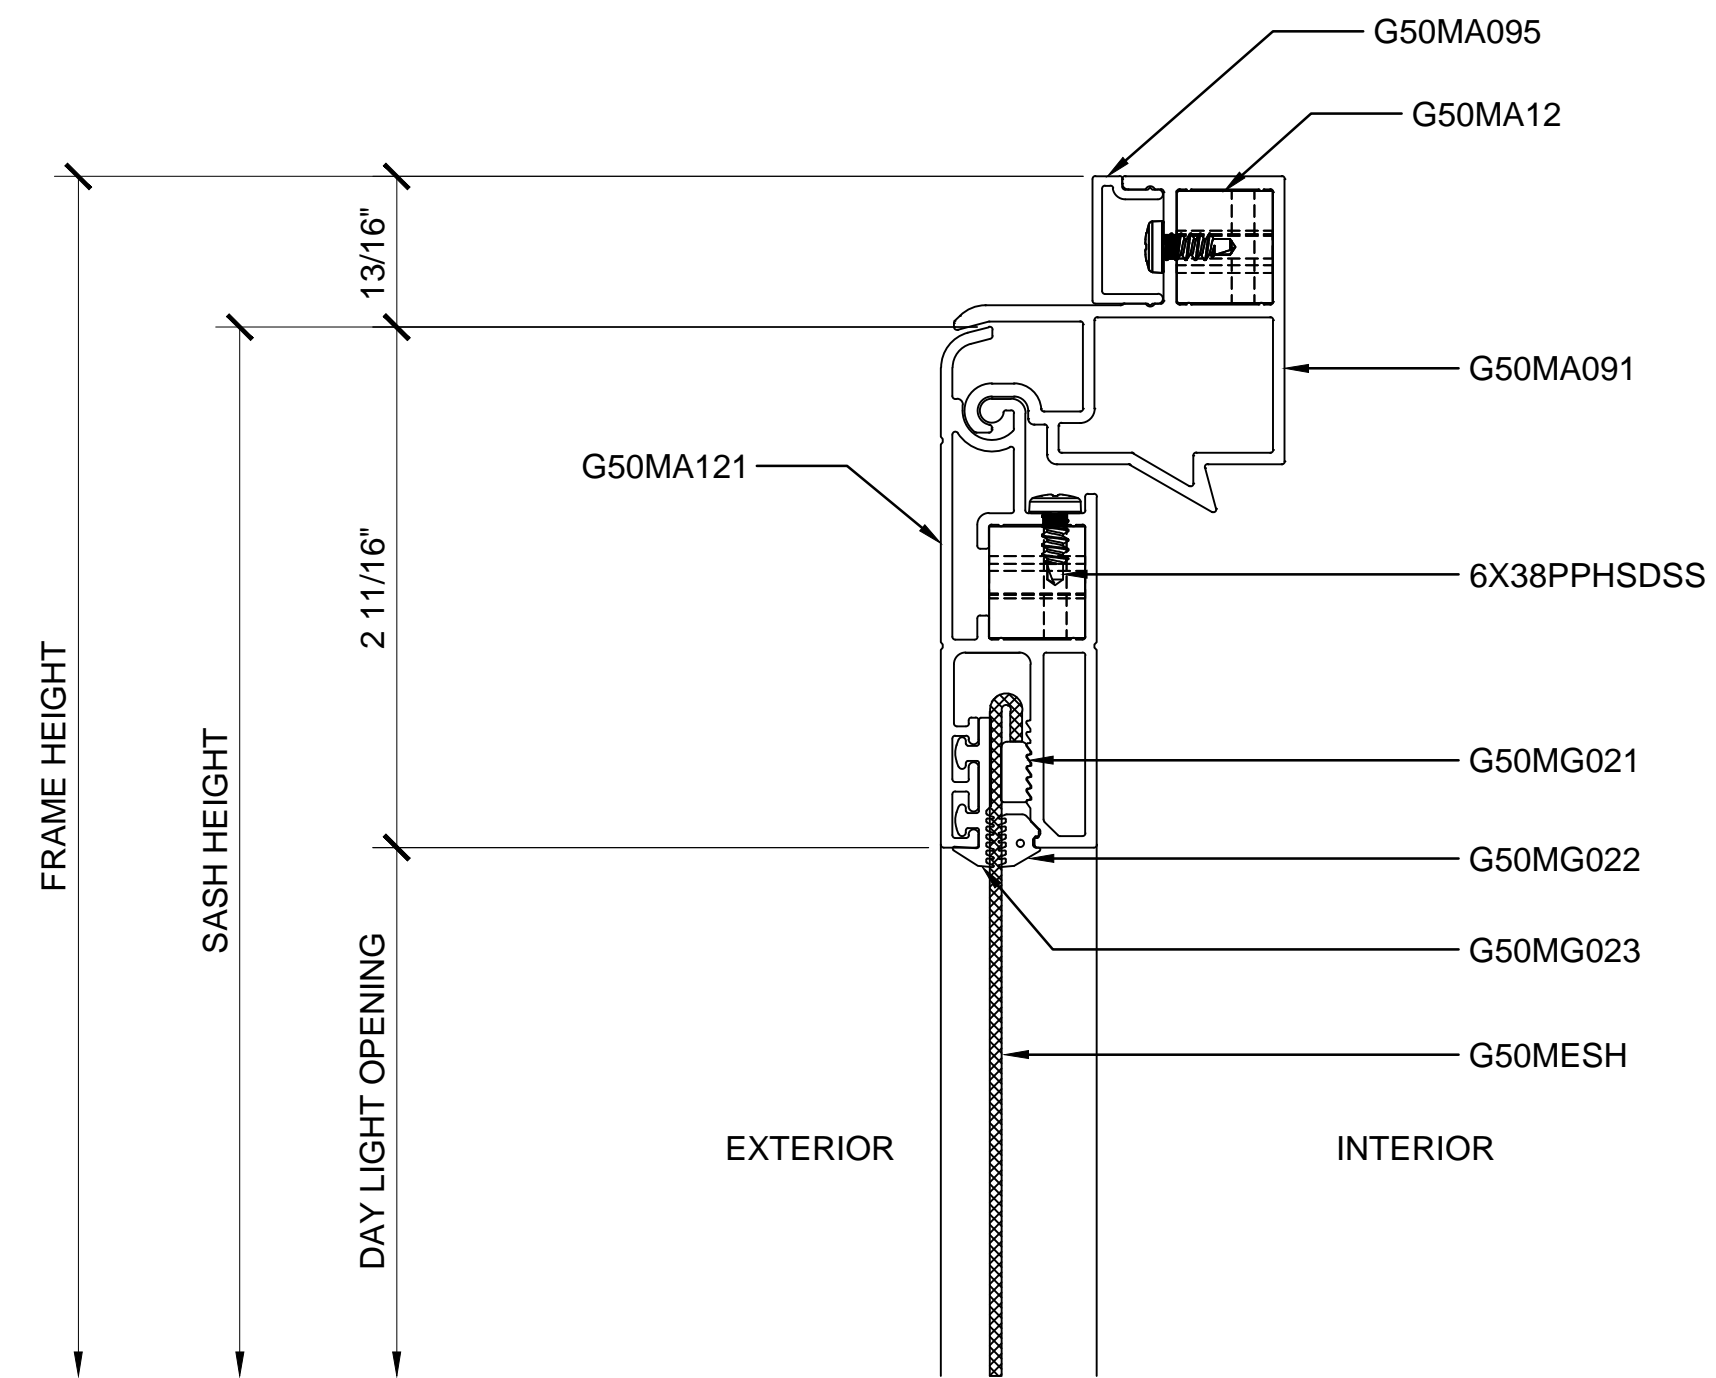 G50MA095
G50MA12
13/16"
G50MA091
G50MA121
2 11/16"
6X38PPHSDSS
FRAME HEIGHT
SASH HEIGHT
G50MG021
G50MG022
DAY LIGHT OPENING
G50MG023
G50MESH
EXTERIOR
INTERIOR